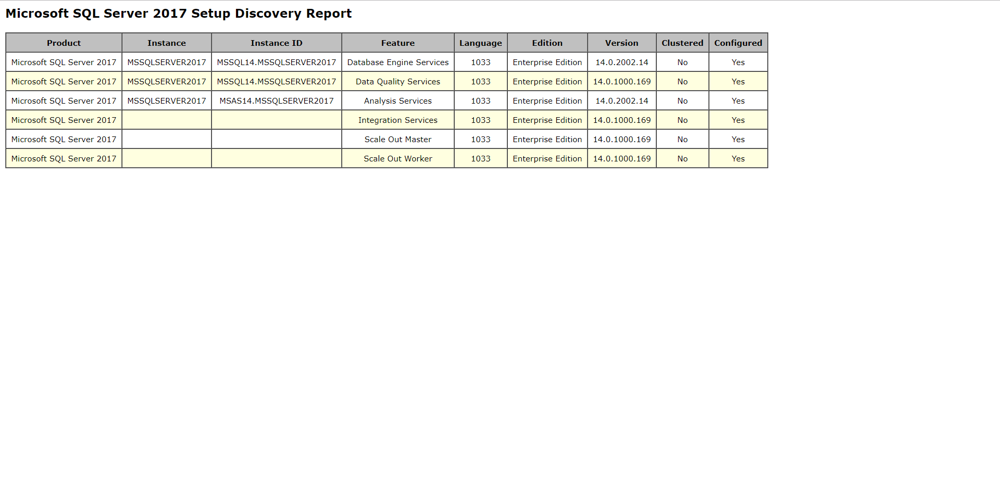 Microsoft SQL Server 2017 Setup Discovery Report
Product Instance Instance ID Feature Language Edition Version Clustered Configured
Microsoft SQL Server 2017 MSSQLSERVER2017 MSSQL14.MSSQLSERVER2017 Database Engine Services 1033 Enterprise Edition 14.0.2002.14 No Yes
Microsoft SQL Server 2017 MSSQLSERVER2017 MSSQL14.MSSQLSERVER2017 Data Quality Services 1033 Enterprise Edition 14.0.1000.169 No Yes
Microsoft SQL Server 2017 MSSQLSERVER2017 MSAS14.MSSQLSERVER2017 Analysis Services 1033 Enterprise Edition 14.0.2002.14 No Yes
Microsoft SQL Server 2017 Integration Services 1033 Enterprise Edition 14.0.1000.169 No Yes
Microsoft SQL Server 2017 Scale Out Master 1033 Enterprise Edition 14.0.1000.169 No Yes
Microsoft SQL Server 2017 Scale Out Worker 1033 Enterprise Edition 14.0.1000.169 No Yes